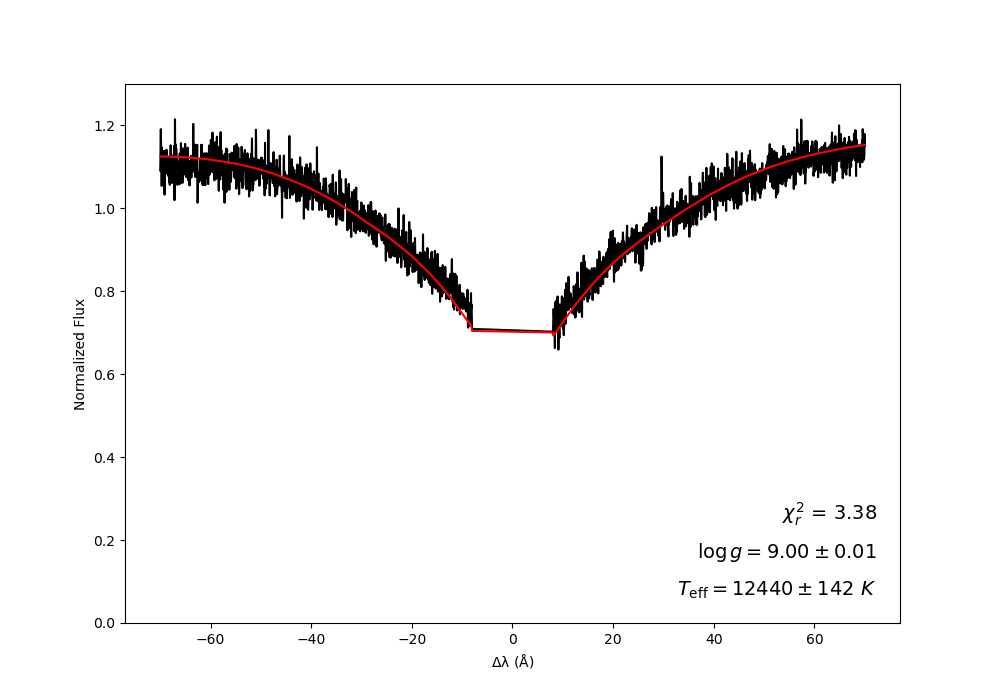 1.2
1.0
0.8
0.6
0.4
0.2
0.0
Normalized Flux
χ²ᵣ = 3.38
log g = 9.00 ± 0.01
T_eff = 12440 ± 142 K
−60 −40 −20 0 20 40 60
Δλ (Å)